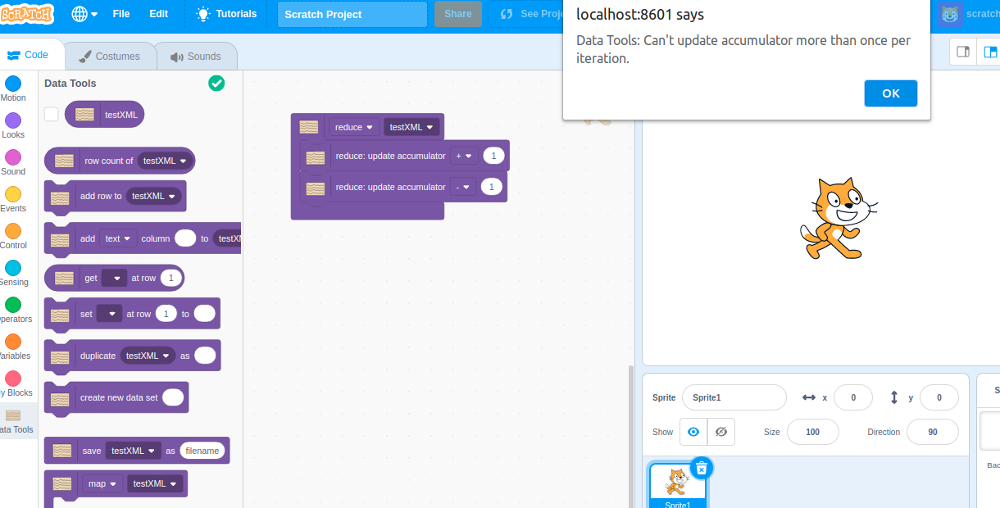 SCRATCH
File
Edit
Tutorials
Scratch Project
Share
See Proje
scratch
localhost:8601 says
Data Tools: Can't update accumulator more than once per
iteration.
OK
Code
Costumes
Sounds
Motion
Looks
Sound
Events
Control
Sensing
perators
ariables
y Blocks
ata Tools
Data Tools
testXML
row count of testXML
add row to testXML
add text column to testXM
get at row 1
set at row 1 to
duplicate testXML as
create new data set
save testXML as filename
map testXML
reduce testXML
reduce: update accumulator + 1
reduce: update accumulator - 1
Sprite Sprite1 x 0 y 0
Show Size 100 Direction 90
Sprite1
S
Bac